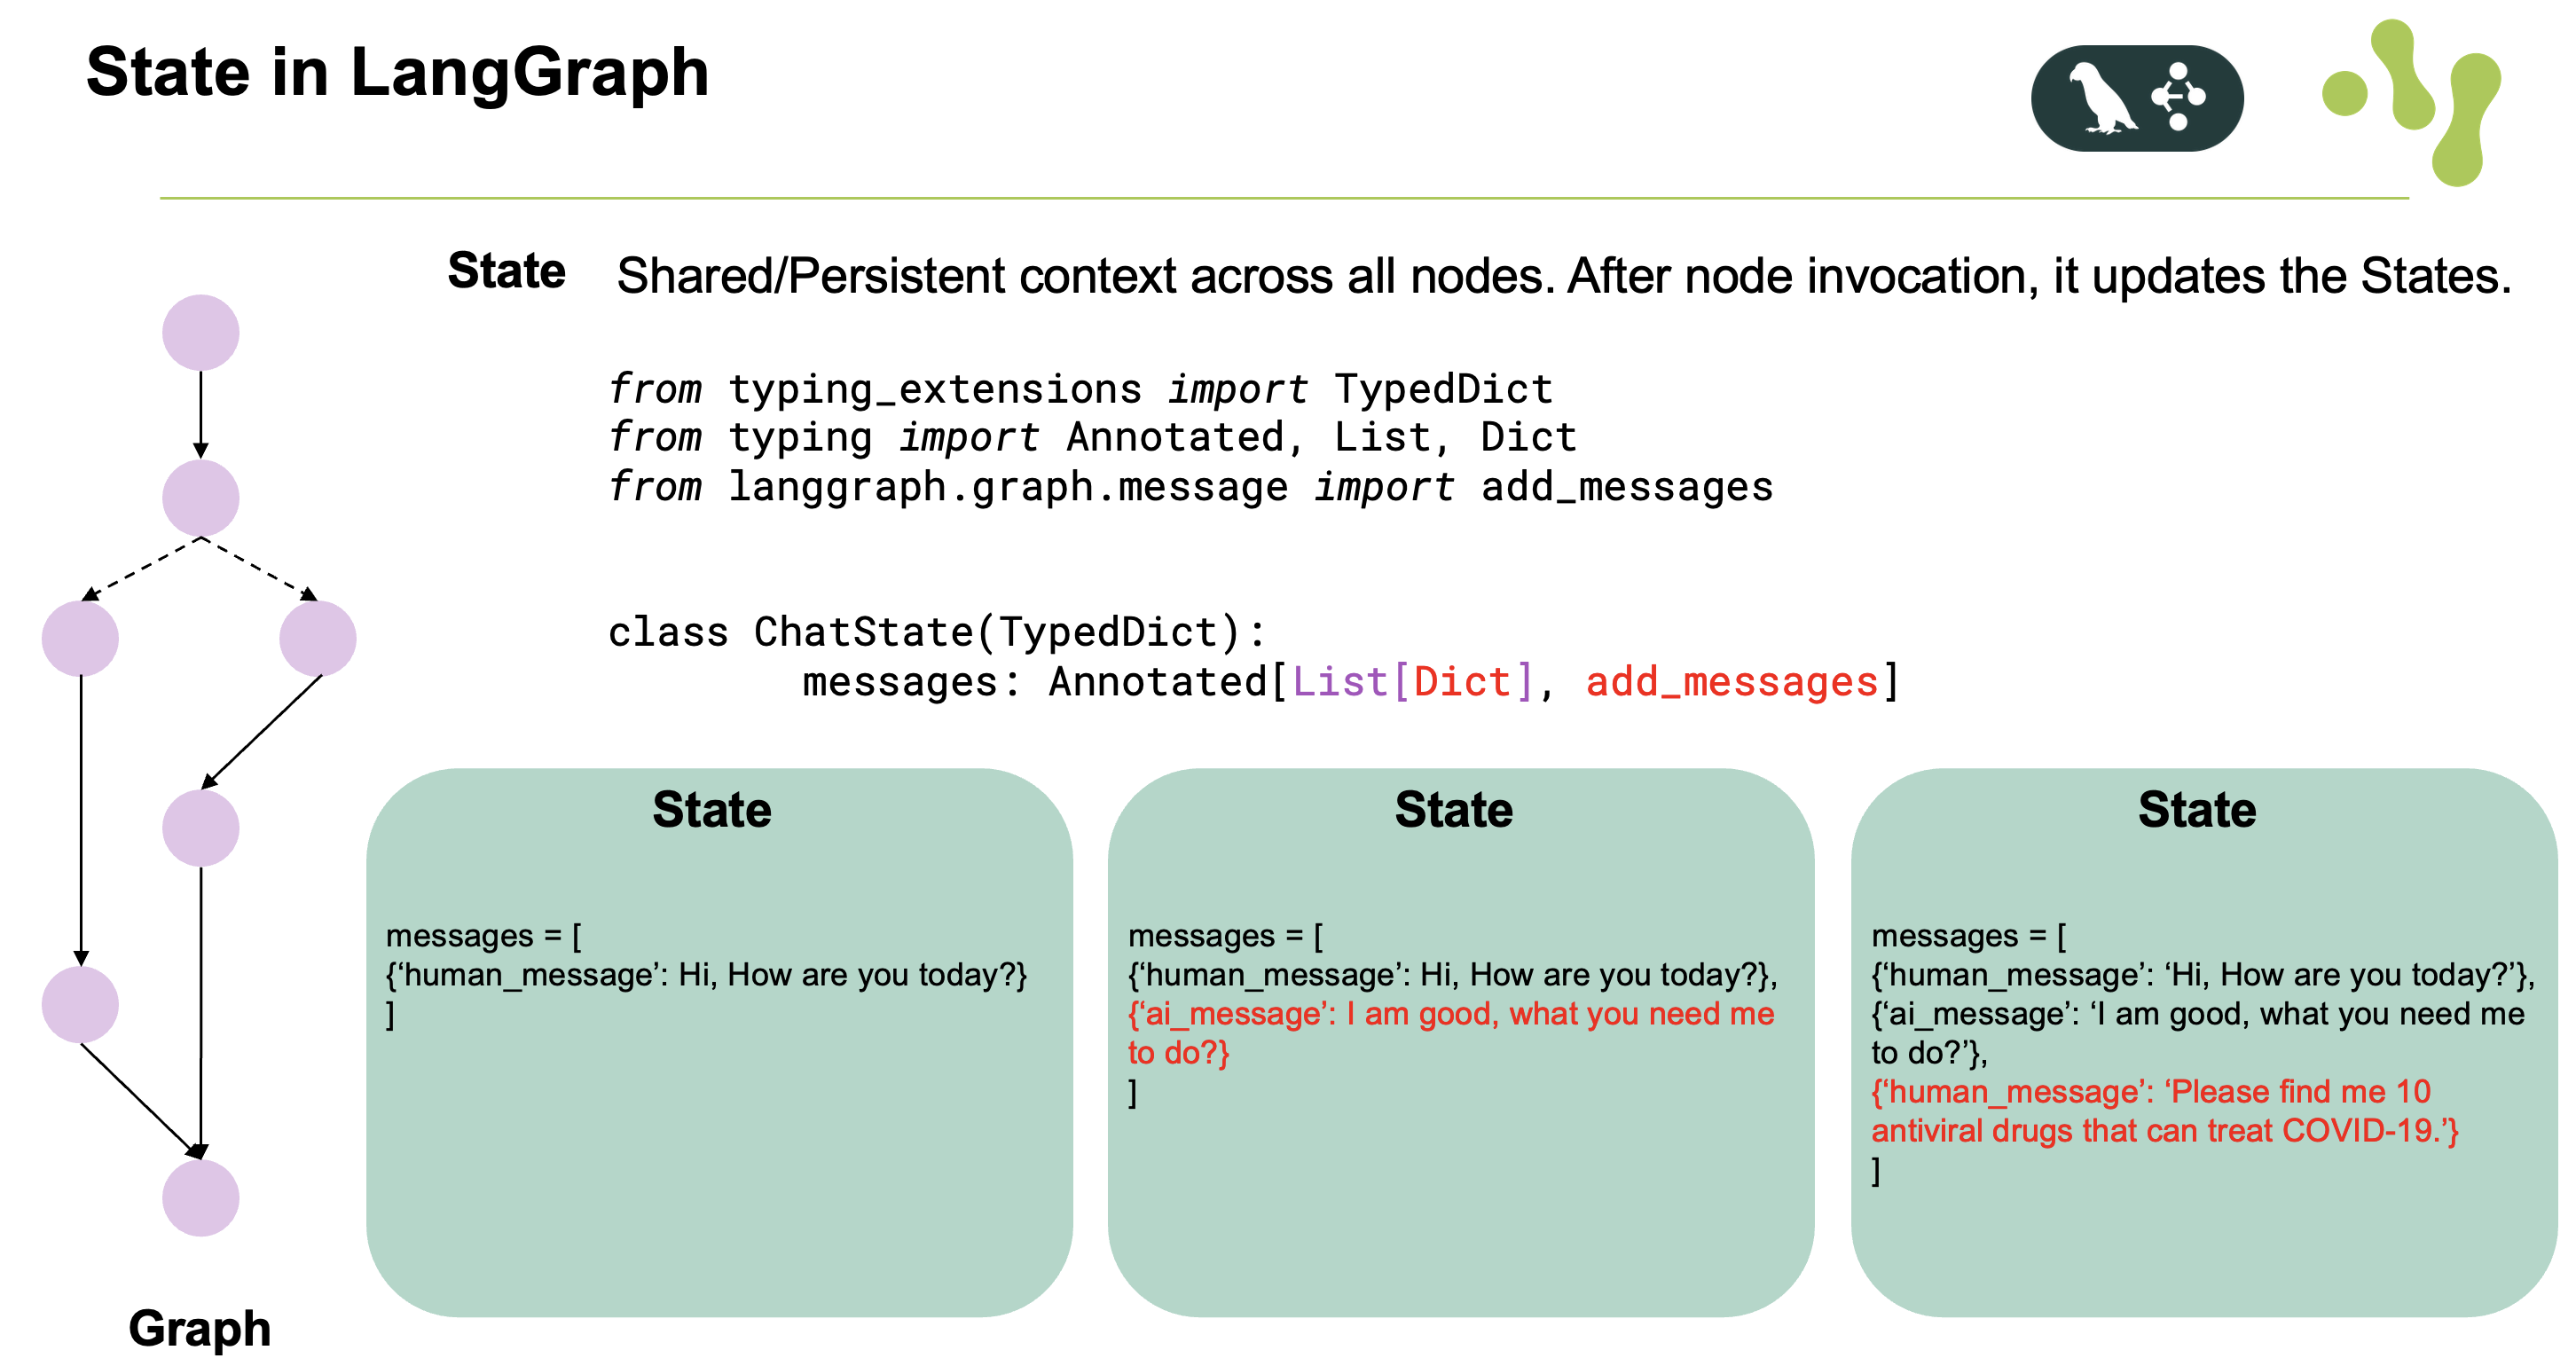 State in LangGraph
State Shared/Persistent context across all nodes. After node invocation, it updates the States.
from typing_extensions import TypedDict
from typing import Annotated, List, Dict
from langgraph.graph.message import add_messages
class ChatState(TypedDict):
messages: Annotated[List[Dict], add_messages]
State
messages = [
{‘human_message’: Hi, How are you today?}
]
State
messages = [
{‘human_message’: Hi, How are you today?},
{‘ai_message’: I am good, what you need me
to do?}
]
State
messages = [
{‘human_message’: ‘Hi, How are you today?’},
{‘ai_message’: ‘I am good, what you need me
to do?’},
{‘human_message’: ‘Please find me 10
antiviral drugs that can treat COVID-19.’}
]
Graph